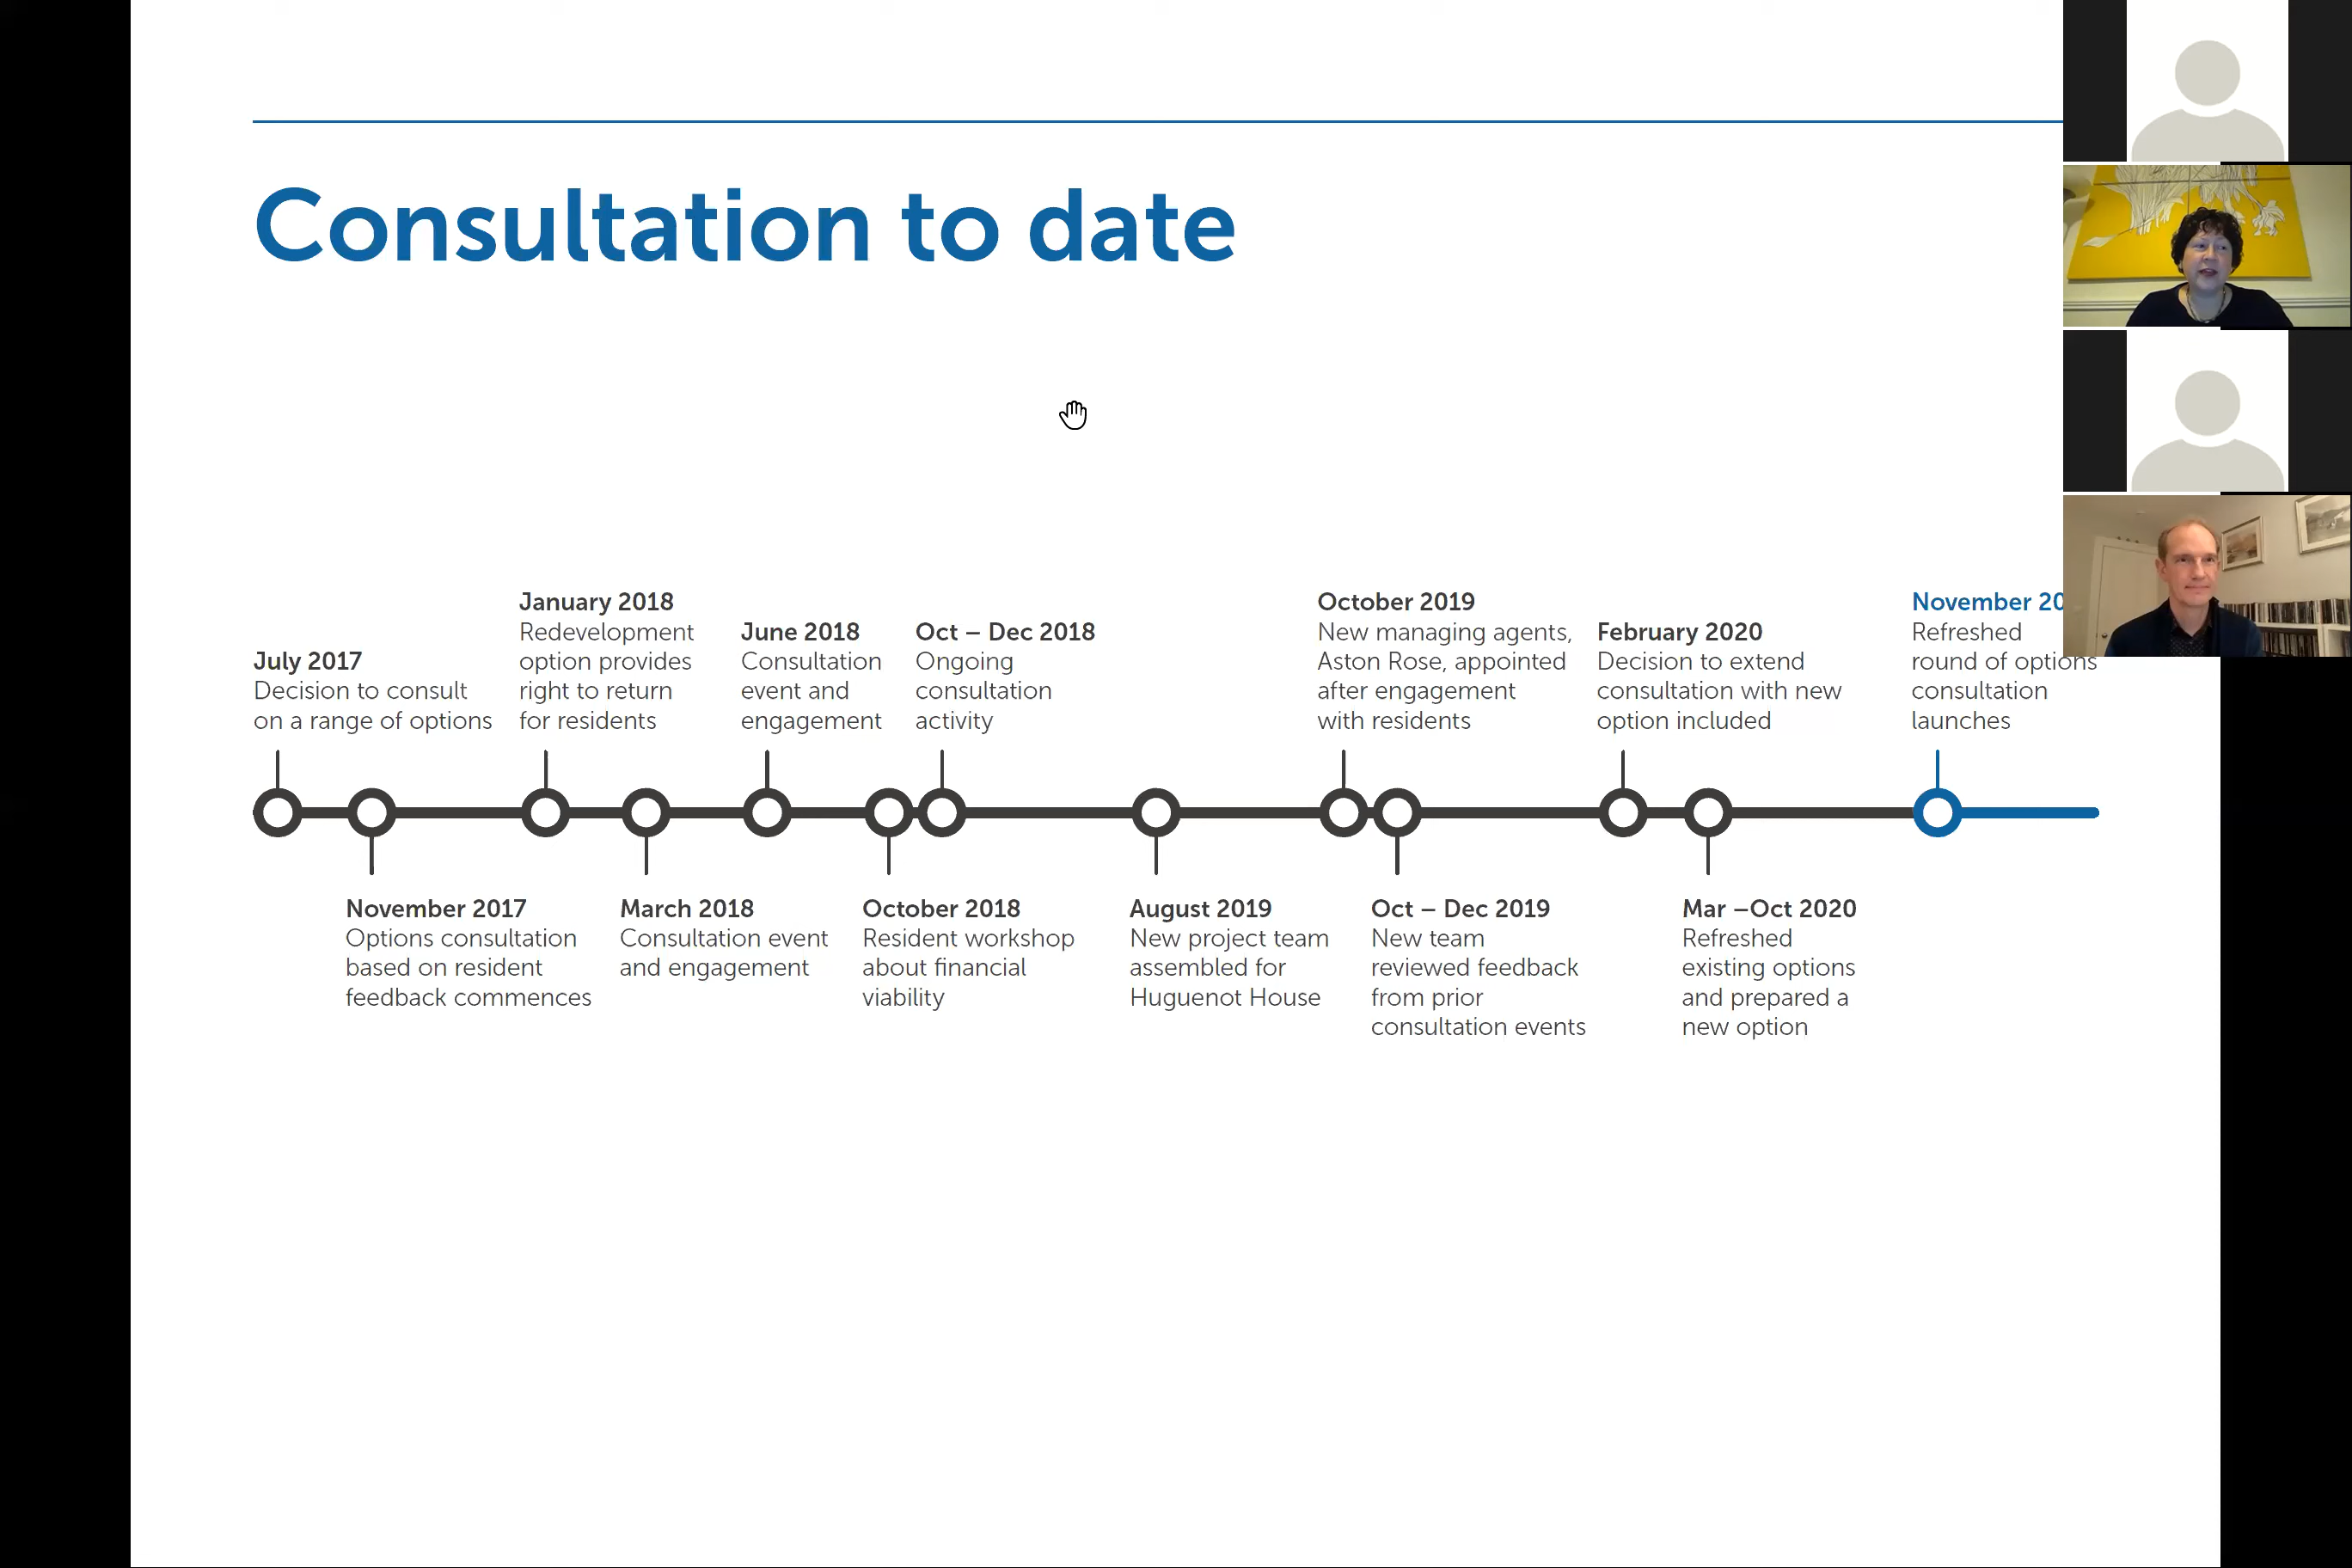 Consultation to date
July 2017
Decision to consult
on a range of options
November 2017
Options consultation
based on resident
feedback commences
January 2018
Redevelopment
option provides
right to return
for residents
March 2018
Consultation event
and engagement
June 2018
Consultation
event and
engagement
October 2018
Resident workshop
about financial
viability
Oct – Dec 2018
Ongoing
consultation
activity
August 2019
New project team
assembled for
Huguenot House
October 2019
New managing agents,
Aston Rose, appointed
after engagement
with residents
Oct – Dec 2019
New team
reviewed feedback
from prior
consultation events
February 2020
Decision to extend
consultation with new
option included
Mar –Oct 2020
Refreshed
existing options
and prepared a
new option
November 20
Refreshed
round of options
consultation
launches